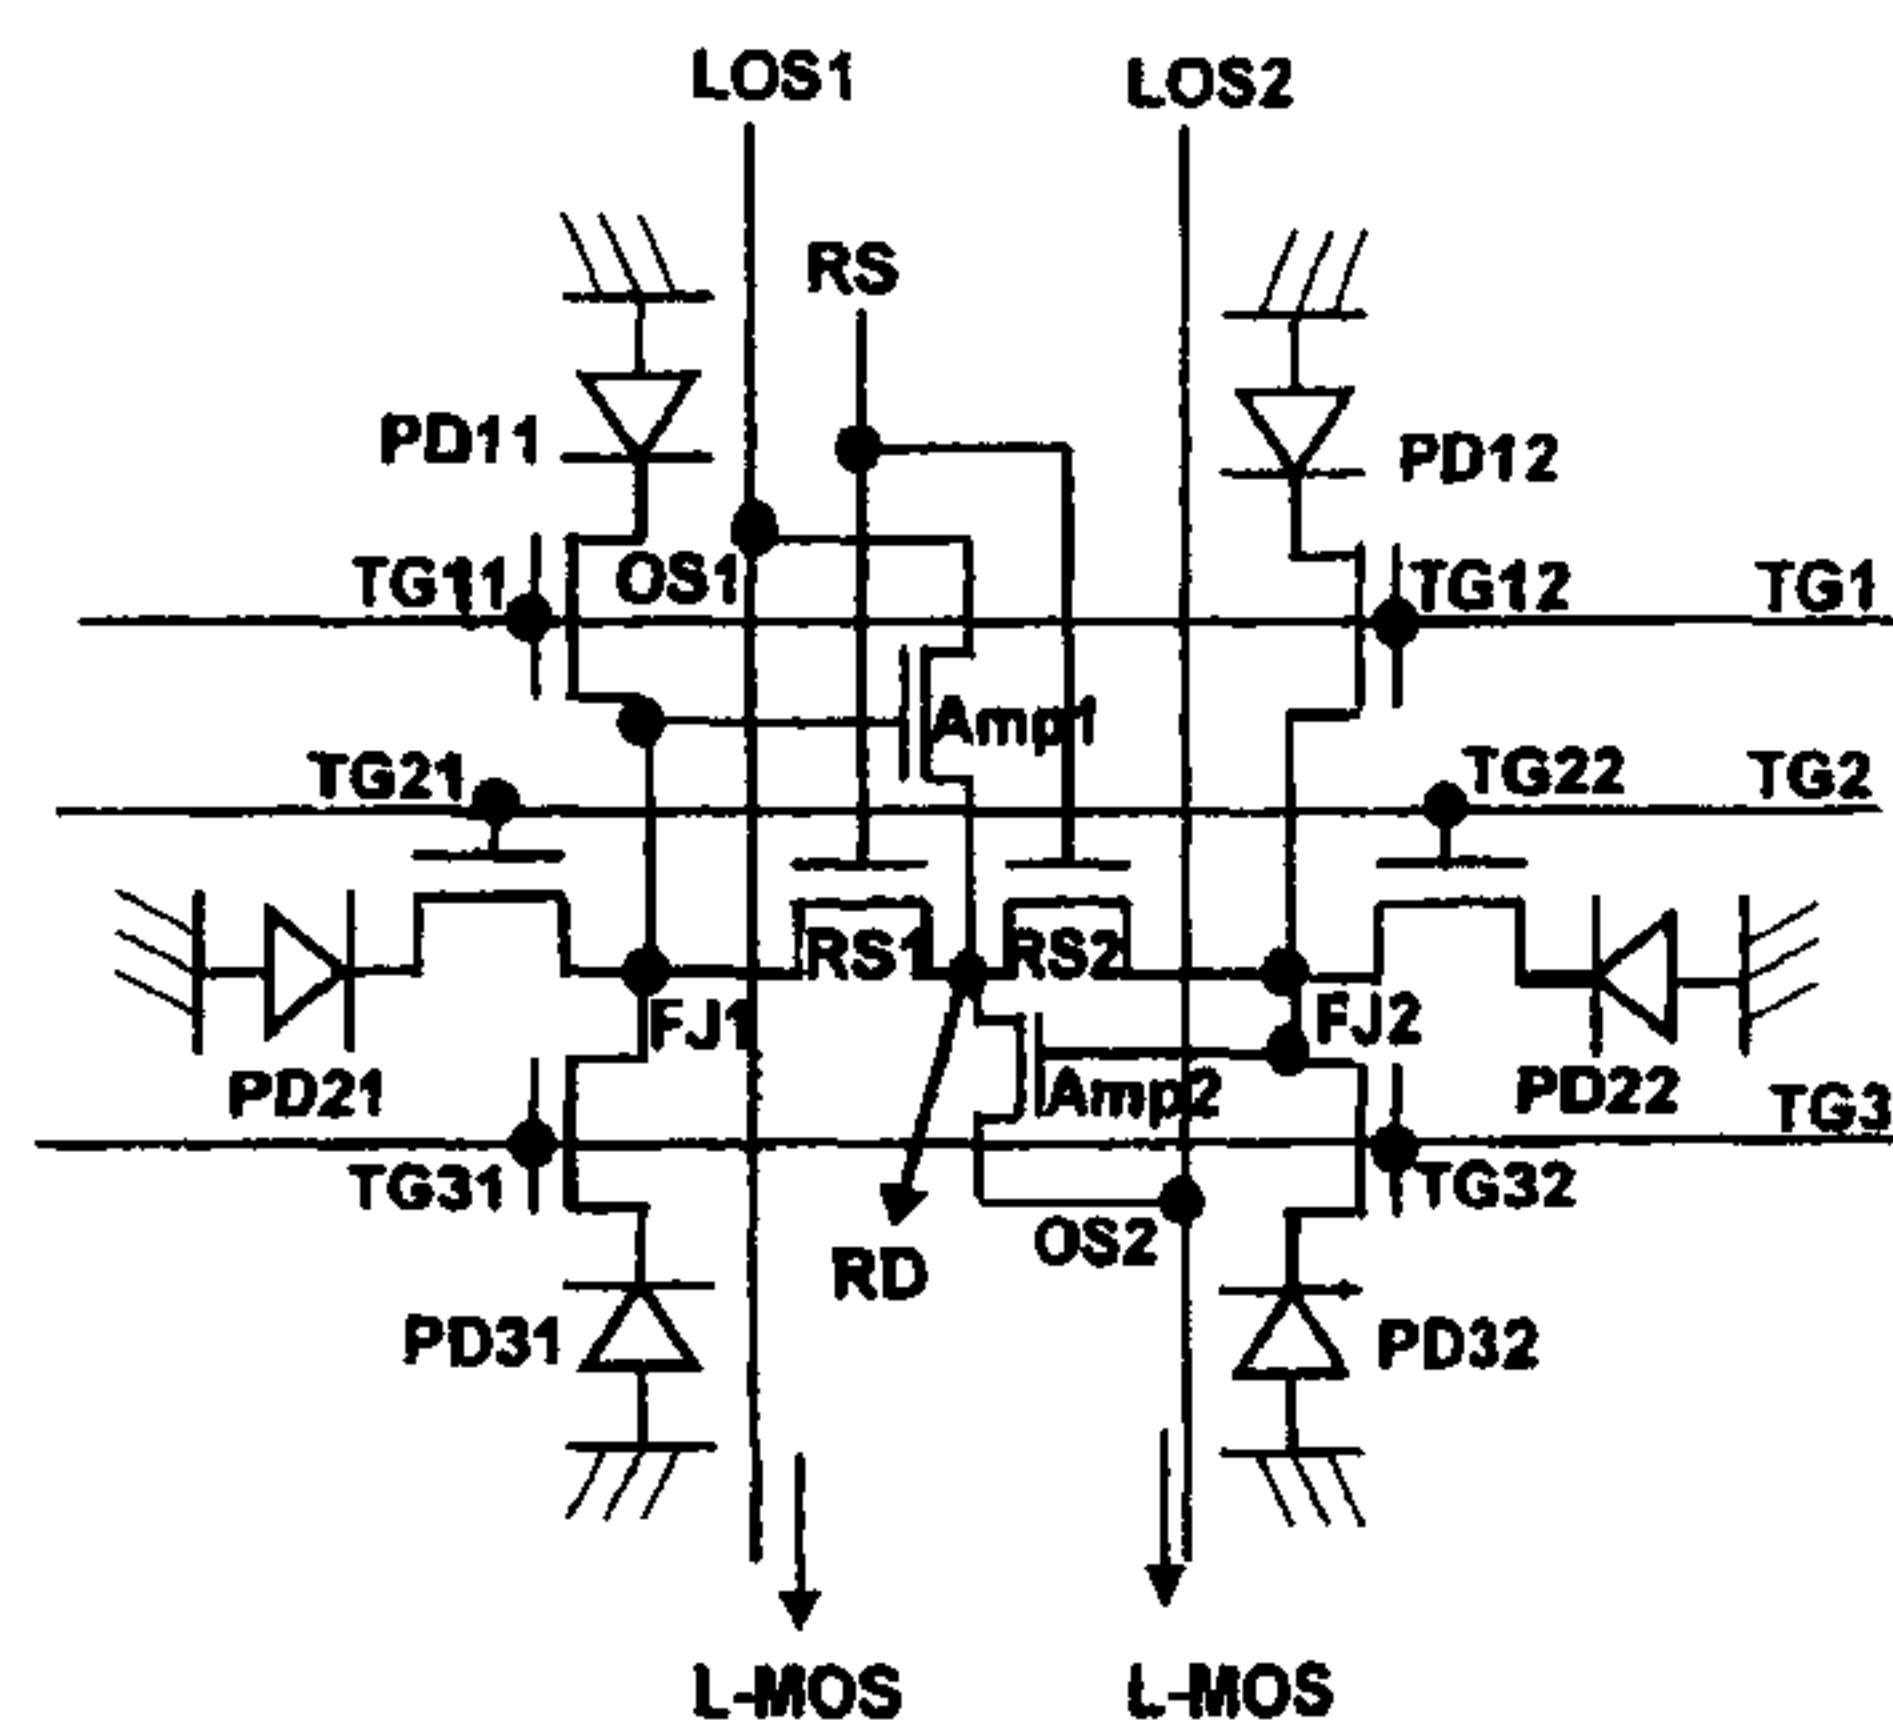 LOS1 LOS2
RS
PD11 PD12
TG11 OS1 TG12 TG1
Amp1
TG21 TG22 TG2
RS1 RS2
FJ1 FJ2
PD21 Amp2 PD22 TG3
TG31 TG32
RD OS2
PD31 PD32
L-MOS L-MOS